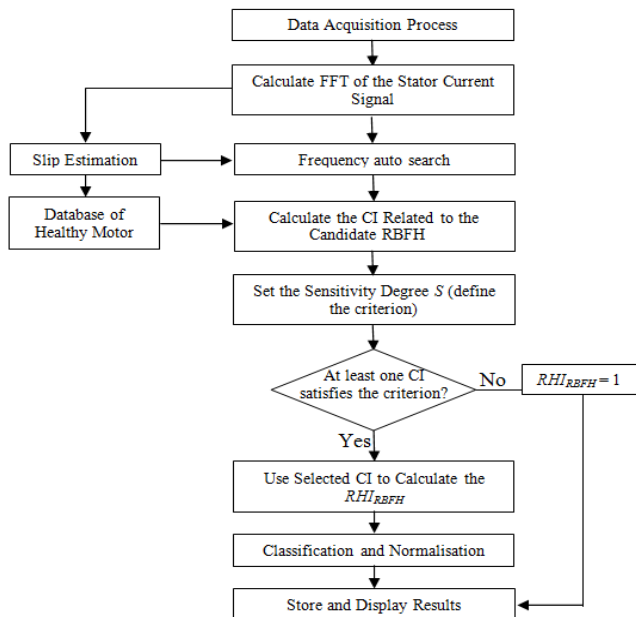 Data Acquisition Process
Calculate FFT of the Stator Current
Signal
Slip Estimation
Frequency auto search
Database of
Healthy Motor
Calculate the CI Related to the
Candidate RBFH
Set the Sensitivity Degree S (define
the criterion)
At least one CI
satisfies the criterion?
No
RHI_RBFH = 1
Yes
Use Selected CI to Calculate the
RHI_RBFH
Classification and Normalisation
Store and Display Results